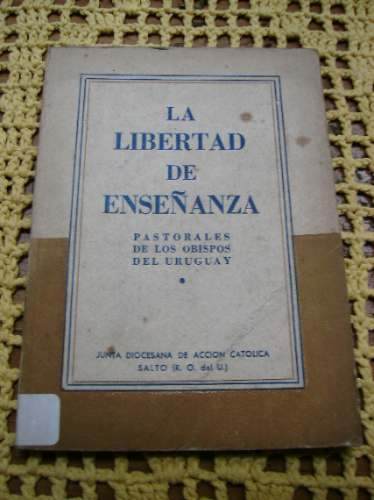 LA
LIBERTAD
DE
ENSEÑANZA
PASTORALES
DE LOS OBISPOS
DEL URUGUAY
JUNTA DIOCESANA DE ACCION CATOLICA
SALTO (R. O. del U.)